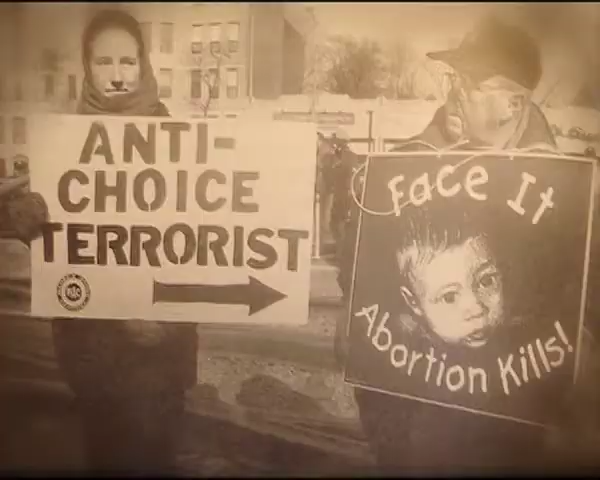 ANTI-
CHOICE
TERRORIST
Face It
Abortion Kills!